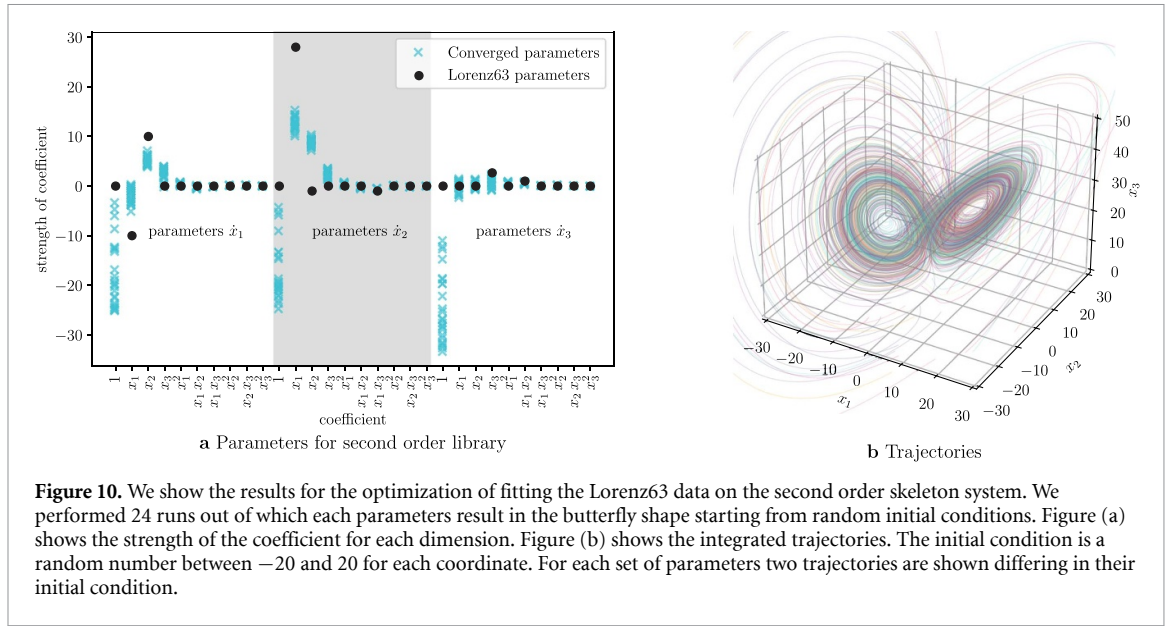 30
20
10
0
−10
−20
−30
strength of coefficient
Converged parameters
Lorenz63 parameters
parameters ẋ₁
parameters ẋ₂
parameters ẋ₃
1 x₁ x₂ x₃ x₁² x₁ x₂ x₁ x₃ x₂² x₂ x₃ x₃² 1 x₁ x₂ x₃ x₁² x₁ x₂ x₁ x₃ x₂² x₂ x₃ x₃² 1 x₁ x₂ x₃ x₁² x₁ x₂ x₁ x₃ x₂² x₂ x₃ x₃²
coefficient
a Parameters for second order library
50
40
30
20
10
0
x₃
30
20
10
0
−10
−20
−30
x₂
−30
−20
−10
0
10
20
30
x₁
b Trajectories
Figure 10. We show the results for the optimization of fitting the Lorenz63 data on the second order skeleton system. We
performed 24 runs out of which each parameters result in the butterfly shape starting from random initial conditions. Figure (a)
shows the strength of the coefficient for each dimension. Figure (b) shows the integrated trajectories. The initial condition is a
random number between −20 and 20 for each coordinate. For each set of parameters two trajectories are shown differing in their
initial condition.